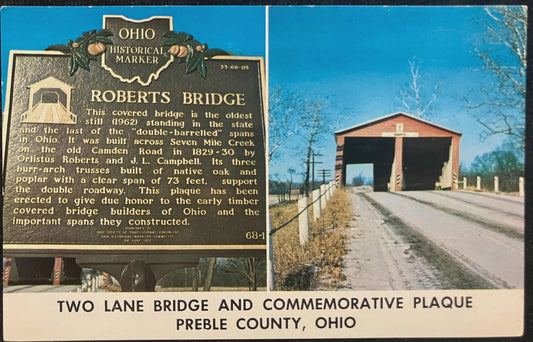 OHIO
HISTORICAL
MARKER
ROBERTS BRIDGE
This covered bridge is the oldest
still (1962) standing in the state
and the last of the "double-barrelled" spans
in Ohio. It was built across Seven Mile Creek
on the old Camden Road in 1829-30 by
Orlistus Roberts and J. L. Campbell. Its three
burr-arch trusses built of native oak and
poplar with a clear span of 73 feet, support
the double roadway. This plaque has been
erected to give due honor to the early timber
covered bridge builders of Ohio and the
important spans they constructed.
68-1
TWO LANE BRIDGE AND COMMEMORATIVE PLAQUE
PREBLE COUNTY, OHIO